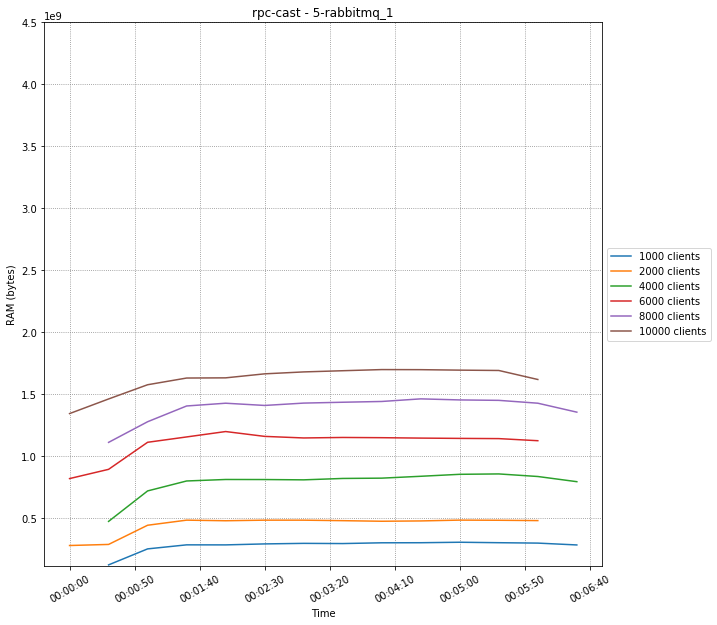 rpc-cast - 5-rabbitmq_1
1e9
4.5
4.0
3.5
3.0
2.5
2.0
1.5
1.0
0.5
RAM (bytes)
00:00:00
00:00:50
00:01:40
00:02:30
00:03:20
00:04:10
00:05:00
00:05:50
00:06:40
Time
1000 clients
2000 clients
4000 clients
6000 clients
8000 clients
10000 clients